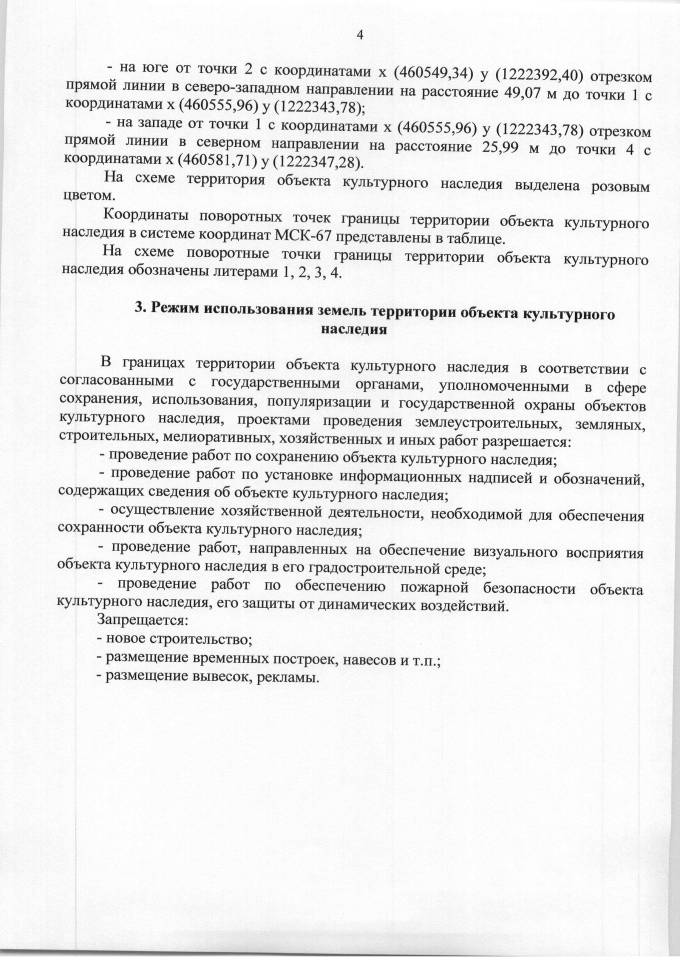 4
- на юге от точки 2 с координатами х (460549,34) у (1222392,40) отрезком
прямой линии в северо-западном направлении на расстояние 49,07 м до точки 1 с
координатами х (460555,96) у (1222343,78);
- на западе от точки 1 с координатами х (460555,96) у (1222343,78) отрезком
прямой линии в северном направлении на расстояние 25,99 м до точки 4 с
координатами х (460581,71) у (1222347,28).
На схеме территория объекта культурного наследия выделена розовым
цветом.
Координаты поворотных точек границы территории объекта культурного
наследия в системе координат МСК-67 представлены в таблице.
На схеме поворотные точки границы территории объекта культурного
наследия обозначены литерами 1, 2, 3, 4.
3. Режим использования земель территории объекта культурного
наследия
В границах территории объекта культурного наследия в соответствии с
согласованными с государственными органами, уполномоченными в сфере
сохранения, использования, популяризации и государственной охраны объектов
культурного наследия, проектами проведения землеустроительных, земляных,
строительных, мелиоративных, хозяйственных и иных работ разрешается:
- проведение работ по сохранению объекта культурного наследия;
- проведение работ по установке информационных надписей и обозначений,
содержащих сведения об объекте культурного наследия;
- осуществление хозяйственной деятельности, необходимой для обеспечения
сохранности объекта культурного наследия;
- проведение работ, направленных на обеспечение визуального восприятия
объекта культурного наследия в его градостроительной среде;
- проведение работ по обеспечению пожарной безопасности объекта
культурного наследия, его защиты от динамических воздействий.
Запрещается:
- новое строительство;
- размещение временных построек, навесов и т.п.;
- размещение вывесок, рекламы.